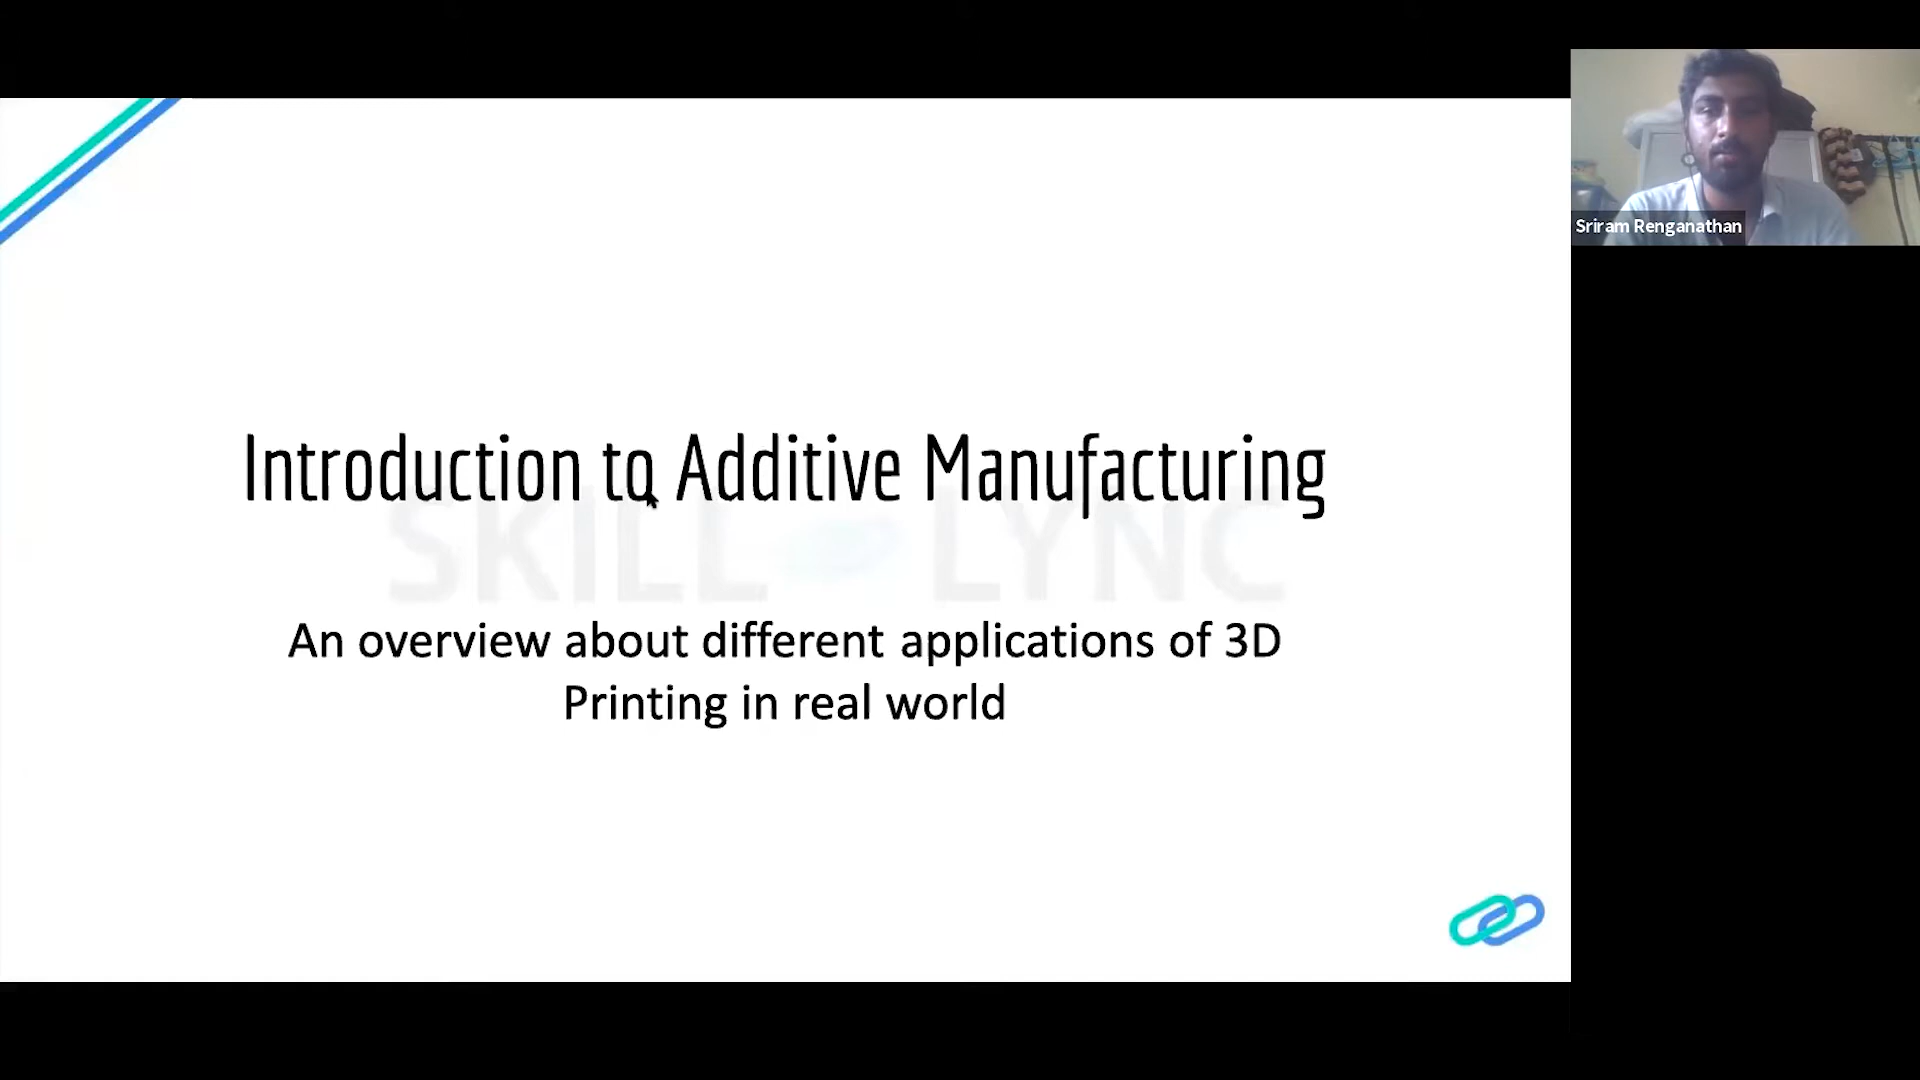 Introduction to Additive Manufacturing
SKILL LYNC
An overview about different applications of 3D
Printing in real world
Sriram Renganathan